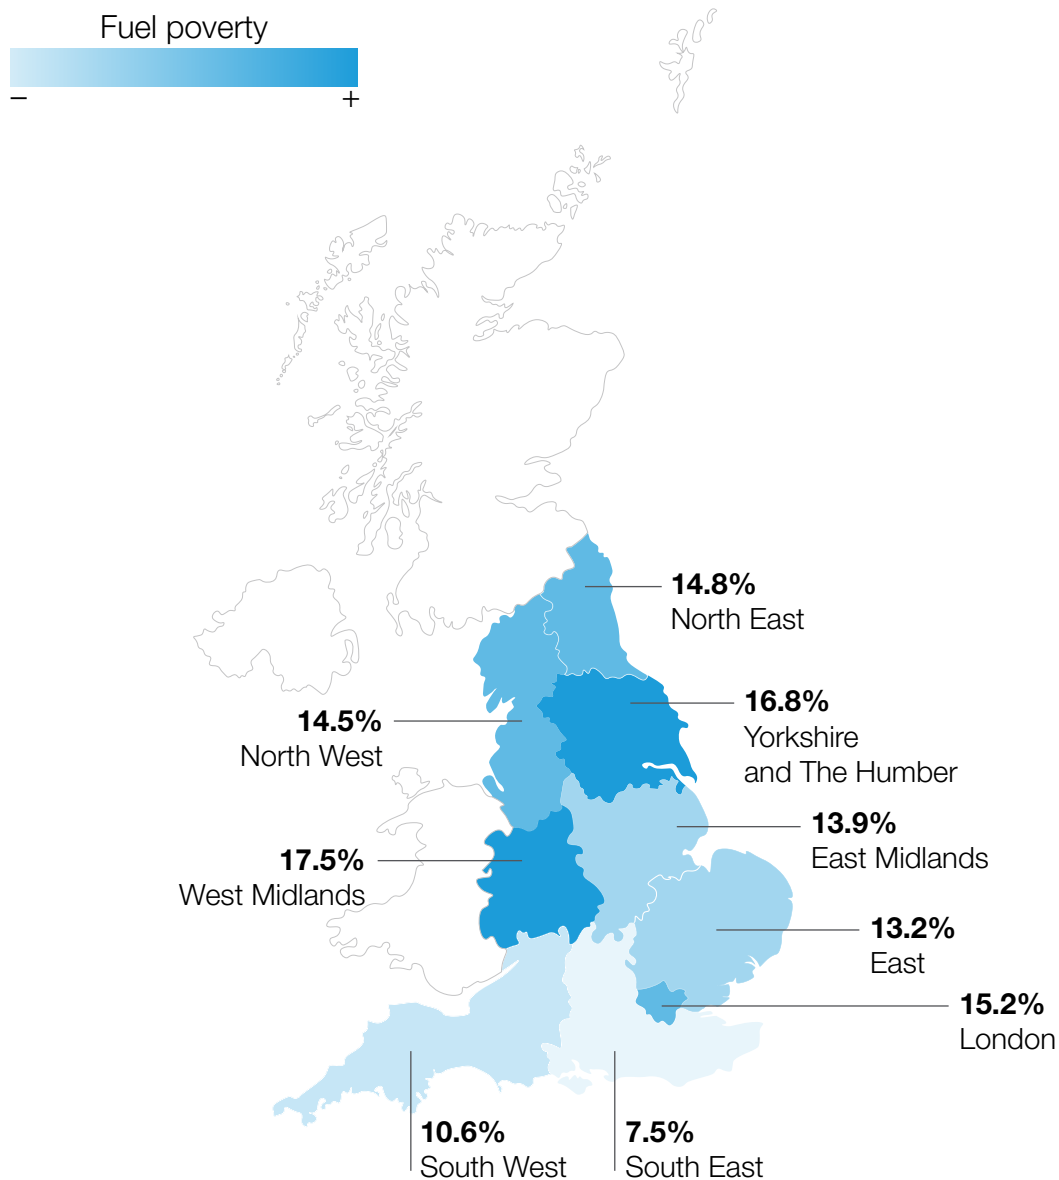 Fuel poverty
– +
14.8%
North East
16.8%
Yorkshire
and The Humber
14.5%
North West
13.9%
East Midlands
17.5%
West Midlands
13.2%
East
15.2%
London
10.6%
South West
7.5%
South East